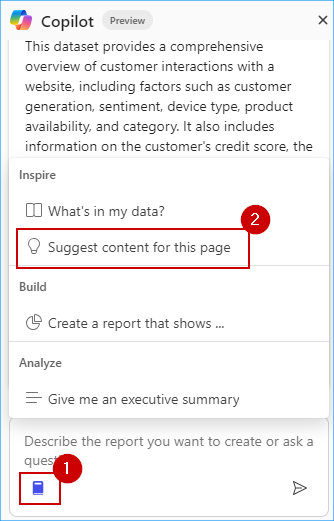 Copilot Preview
This dataset provides a comprehensive
overview of customer interactions with a
website, including factors such as customer
generation, sentiment, device type, product
availability, and category. It also includes
information on the customer's credit score, the
Inspire
What's in my data?
2
Suggest content for this page
Build
Create a report that shows ...
Analyze
Give me an executive summary
Describe the report you want to create or ask a
1